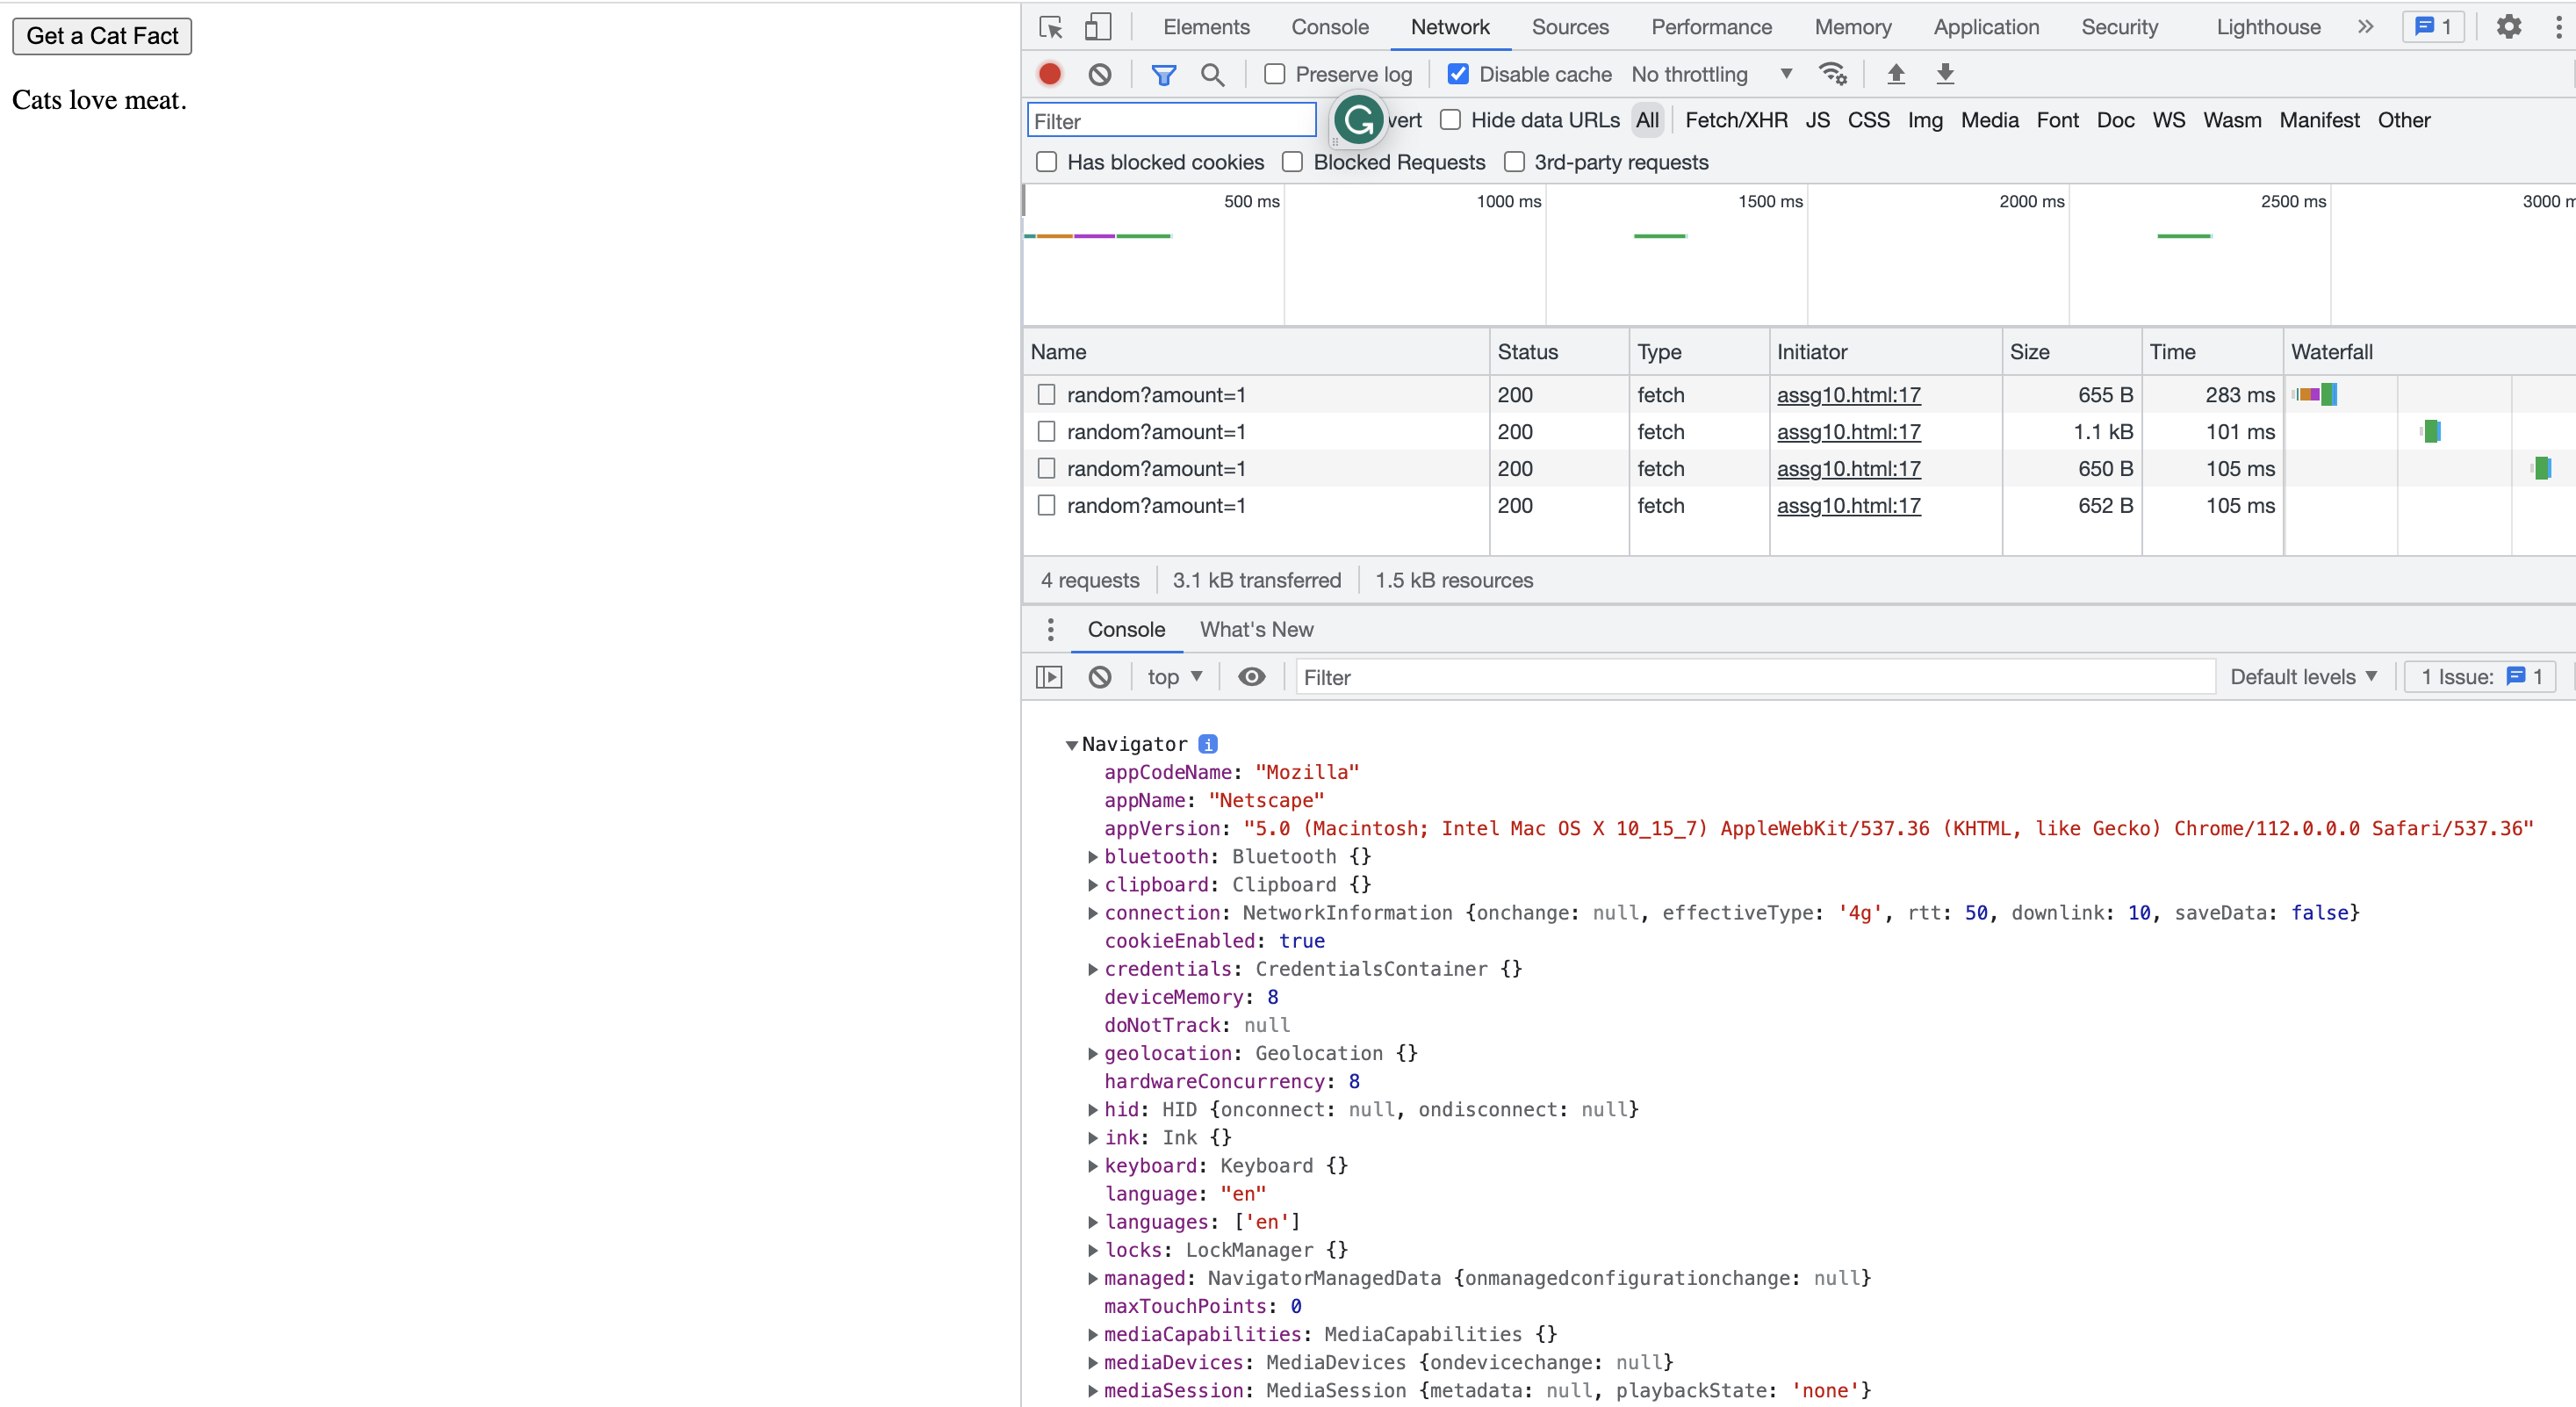 Get a Cat Fact
Cats love meat.
Elements Console Network Sources Performance Memory Application Security Lighthouse 1
Preserve log Disable cache No throttling
Filter vert Hide data URLs All Fetch/XHR JS CSS Img Media Font Doc WS Wasm Manifest Other
Has blocked cookies Blocked Requests 3rd-party requests
500 ms 1000 ms 1500 ms 2000 ms 2500 ms 3000 m
Name Status Type Initiator Size Time Waterfall
random?amount=1 200 fetch assg10.html:17 655 B 283 ms
random?amount=1 200 fetch assg10.html:17 1.1 kB 101 ms
random?amount=1 200 fetch assg10.html:17 650 B 105 ms
random?amount=1 200 fetch assg10.html:17 652 B 105 ms
4 requests 3.1 kB transferred 1.5 kB resources
Console What's New
top Filter Default levels 1 Issue: 1
Navigator i
appCodeName: "Mozilla"
appName: "Netscape"
appVersion: "5.0 (Macintosh; Intel Mac OS X 10_15_7) AppleWebKit/537.36 (KHTML, like Gecko) Chrome/112.0.0.0 Safari/537.36"
bluetooth: Bluetooth {}
clipboard: Clipboard {}
connection: NetworkInformation {onchange: null, effectiveType: '4g', rtt: 50, downlink: 10, saveData: false}
cookieEnabled: true
credentials: CredentialsContainer {}
deviceMemory: 8
doNotTrack: null
geolocation: Geolocation {}
hardwareConcurrency: 8
hid: HID {onconnect: null, ondisconnect: null}
ink: Ink {}
keyboard: Keyboard {}
language: "en"
languages: ['en']
locks: LockManager {}
managed: NavigatorManagedData {onmanagedconfigurationchange: null}
maxTouchPoints: 0
mediaCapabilities: MediaCapabilities {}
mediaDevices: MediaDevices {ondevicechange: null}
mediaSession: MediaSession {metadata: null, playbackState: 'none'}